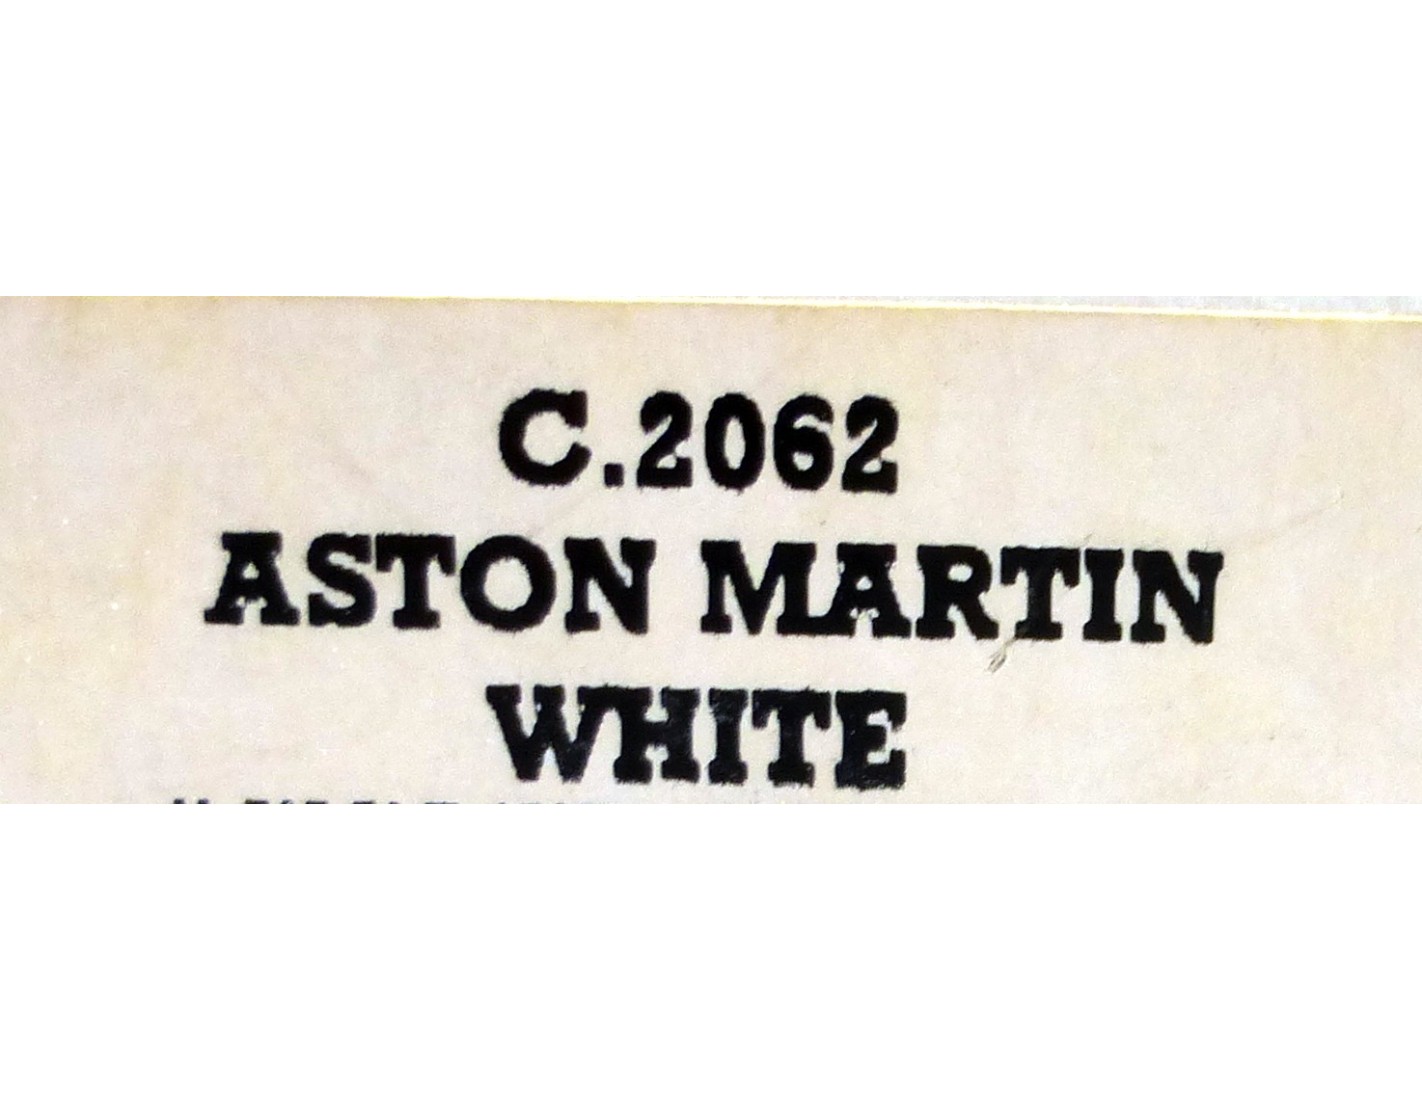 C.2062
ASTON MARTIN
WHITE